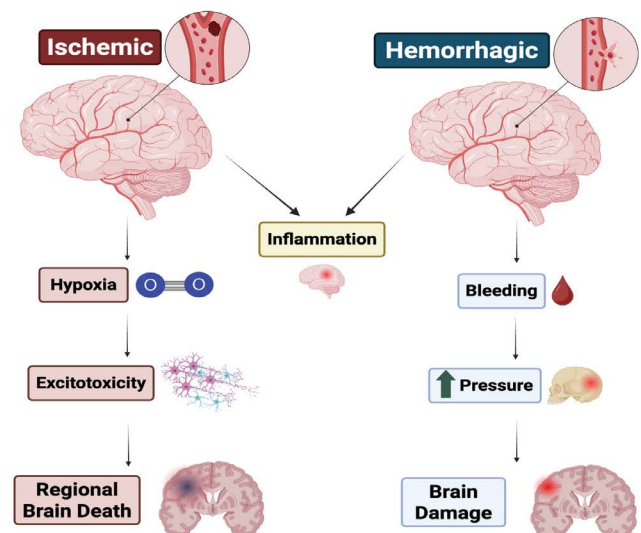 Ischemic
Hemorrhagic
Inflammation
Hypoxia
O O
Bleeding
Excitotoxicity
Pressure
Regional
Brain Death
Brain
Damage